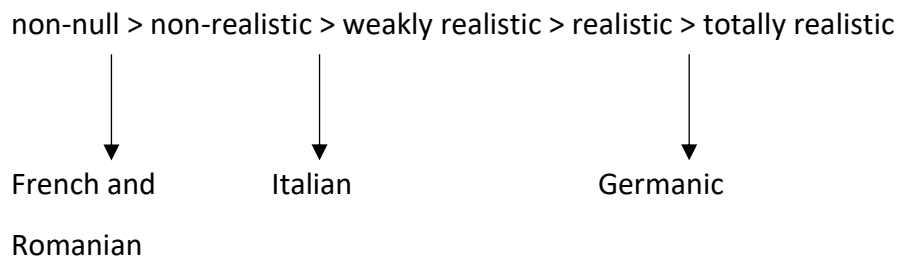 non-null > non-realistic > weakly realistic > realistic > totally realistic
French and Italian Germanic
Romanian